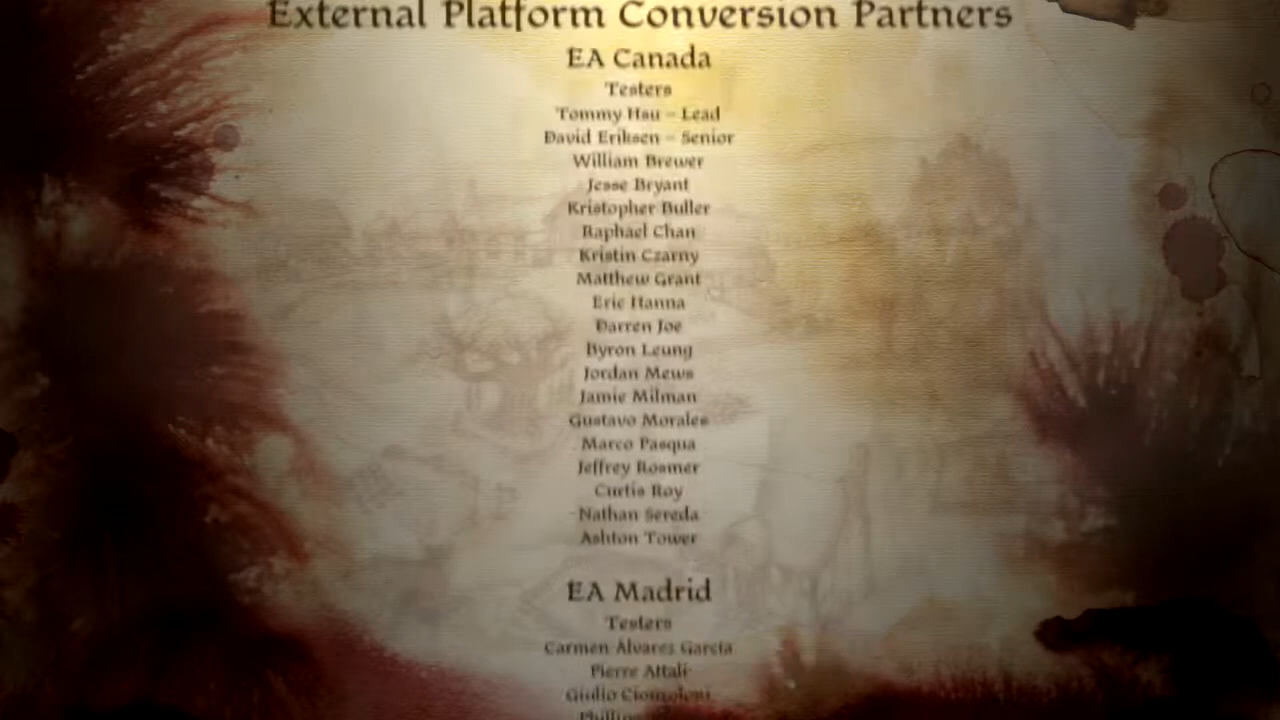 External Platform Conversion Partners
EA Canada
Testers
Tommy Hsu – Lead
David Eriksen – Senior
William Brewer
Jesse Bryant
Kristopher Buller
Raphael Chan
Kristin Czarny
Matthew Grant
Eric Hanna
Darren Joe
Byron Leung
Jordan Mews
Jamie Milman
Gustavo Morales
Marco Pasqua
Jeffrey Rosmer
Curtis Roy
Nathan Sereda
Ashton Tower
EA Madrid
Testers
Carmen Álvarez García
Pierre Attali
Giulio